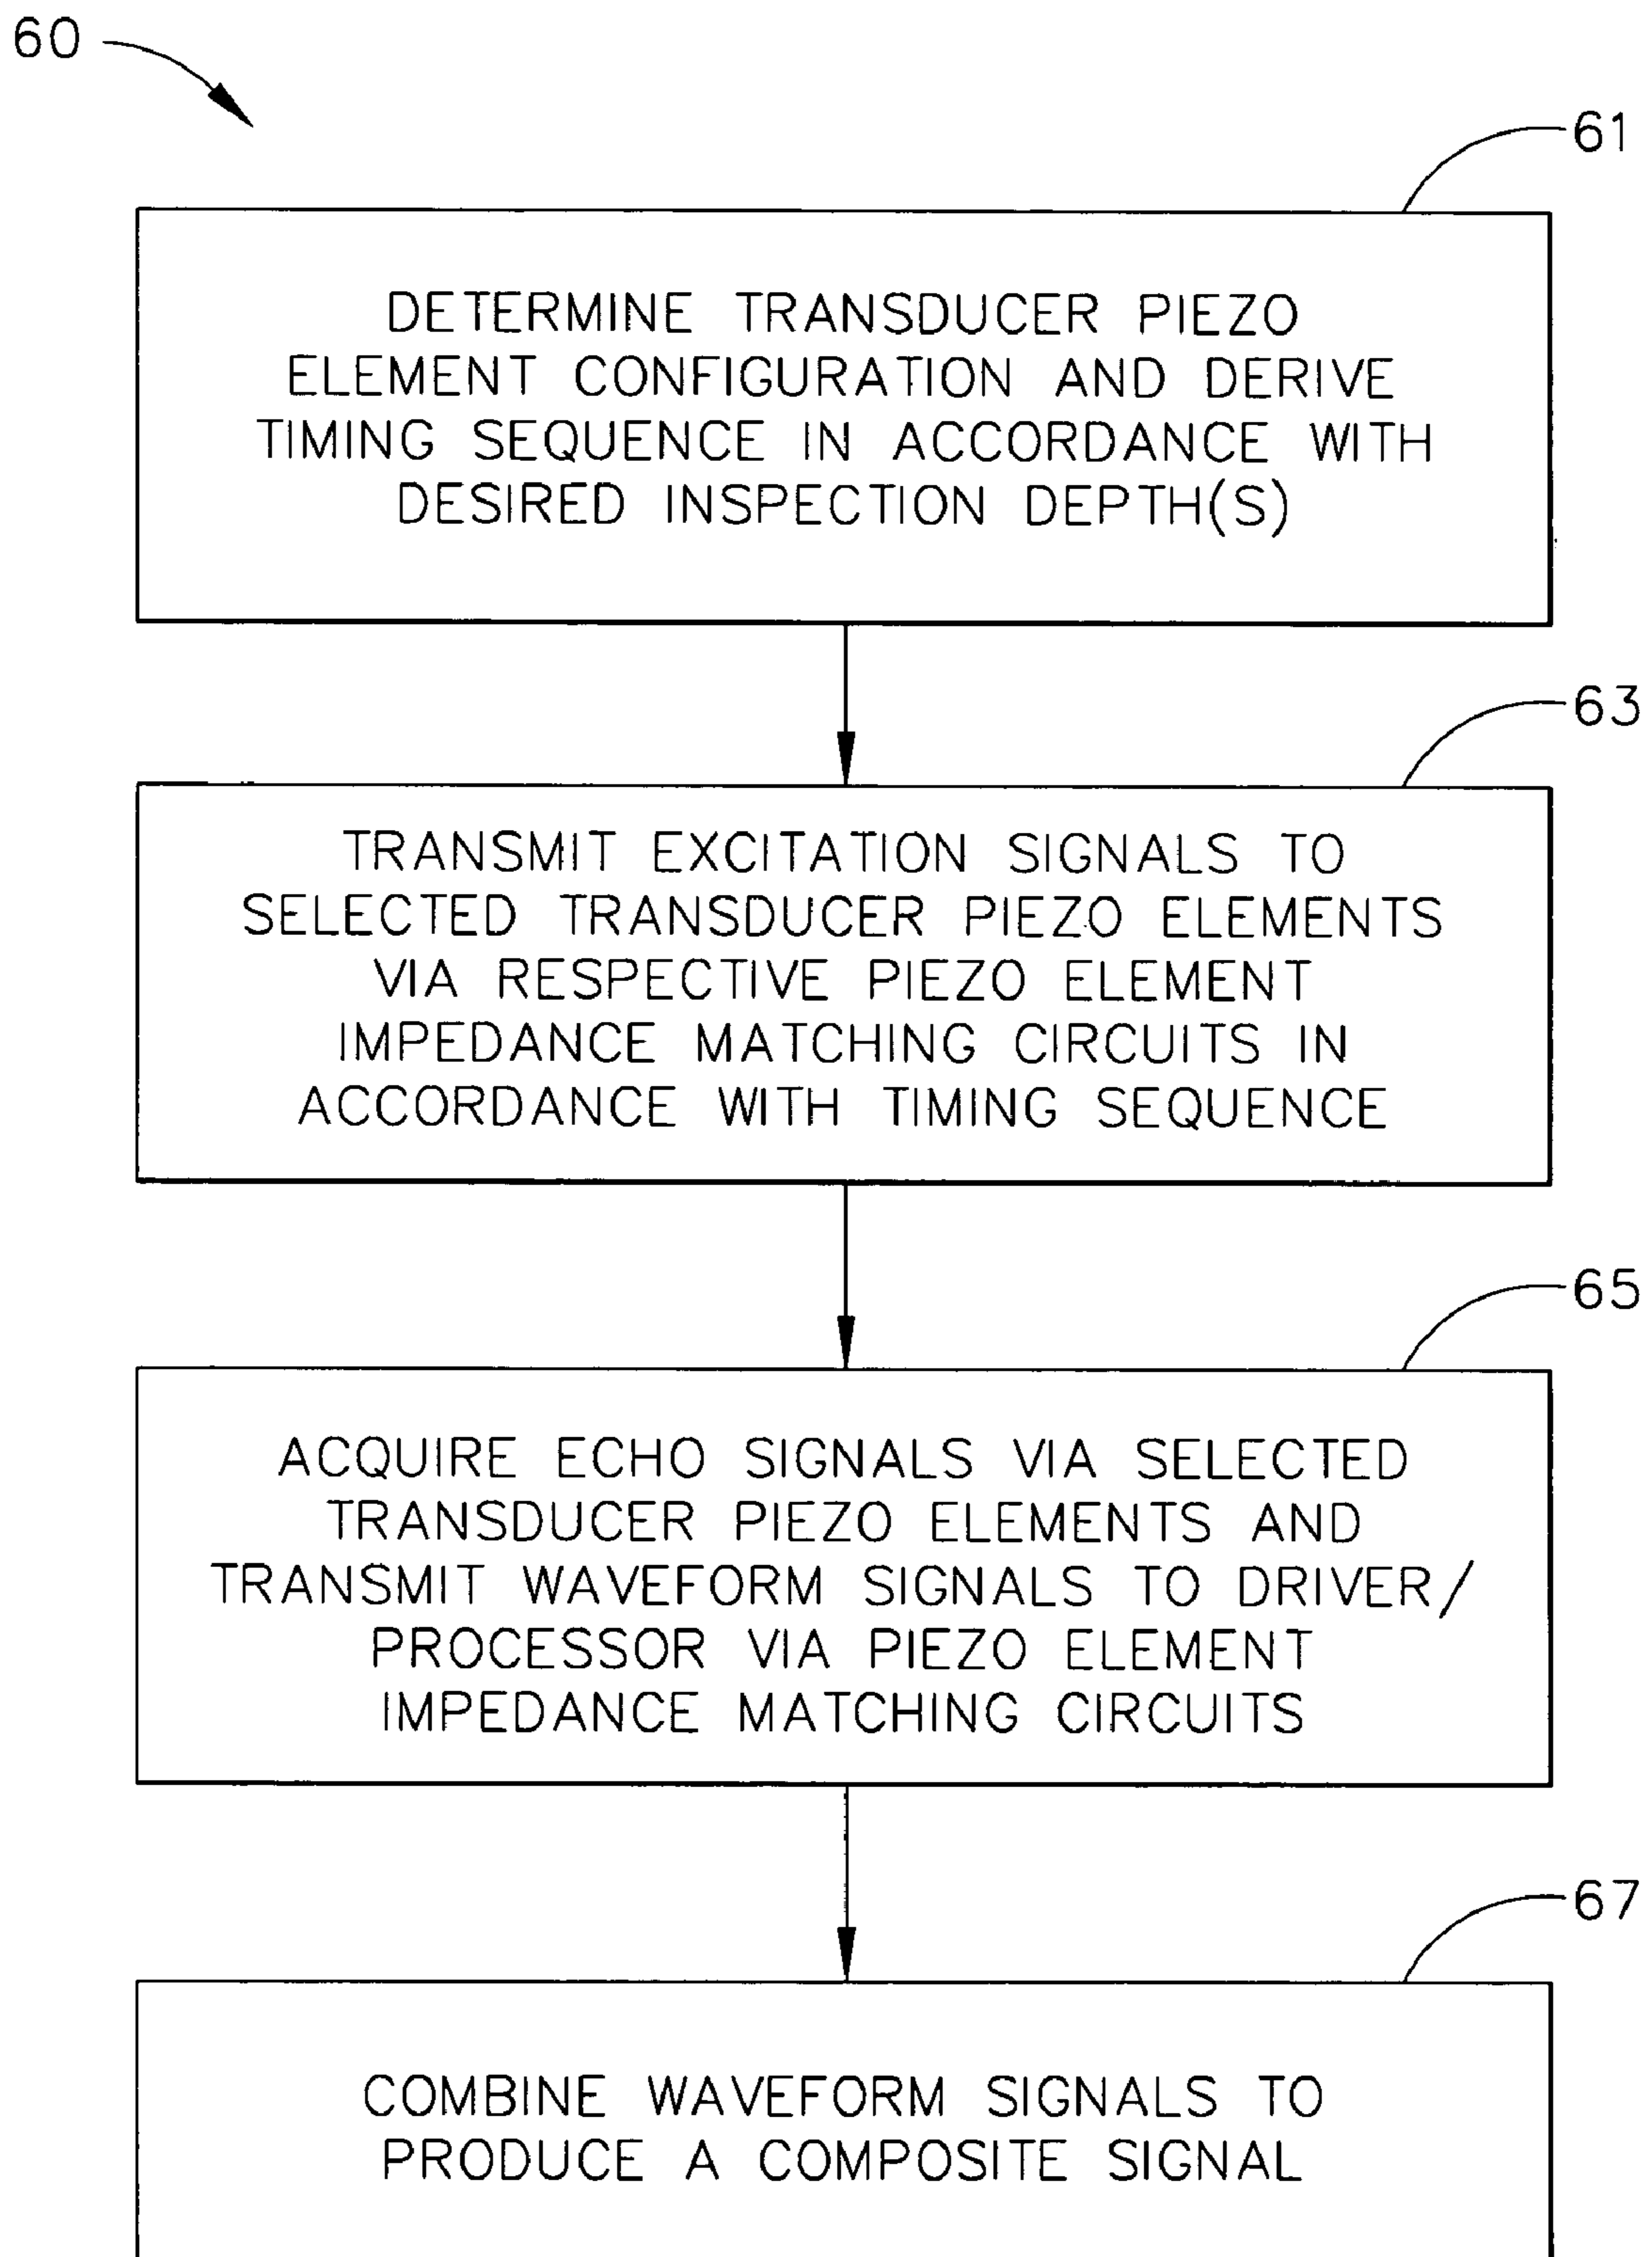 60
61
DETERMINE TRANSDUCER PIEZO
ELEMENT CONFIGURATION AND DERIVE
TIMING SEQUENCE IN ACCORDANCE WITH
DESIRED INSPECTION DEPTH(S)
63
TRANSMIT EXCITATION SIGNALS TO
SELECTED TRANSDUCER PIEZO ELEMENTS
VIA RESPECTIVE PIEZO ELEMENT
IMPEDANCE MATCHING CIRCUITS IN
ACCORDANCE WITH TIMING SEQUENCE
65
ACQUIRE ECHO SIGNALS VIA SELECTED
TRANSDUCER PIEZO ELEMENTS AND
TRANSMIT WAVEFORM SIGNALS TO DRIVER/
PROCESSOR VIA PIEZO ELEMENT
IMPEDANCE MATCHING CIRCUITS
67
COMBINE WAVEFORM SIGNALS TO
PRODUCE A COMPOSITE SIGNAL